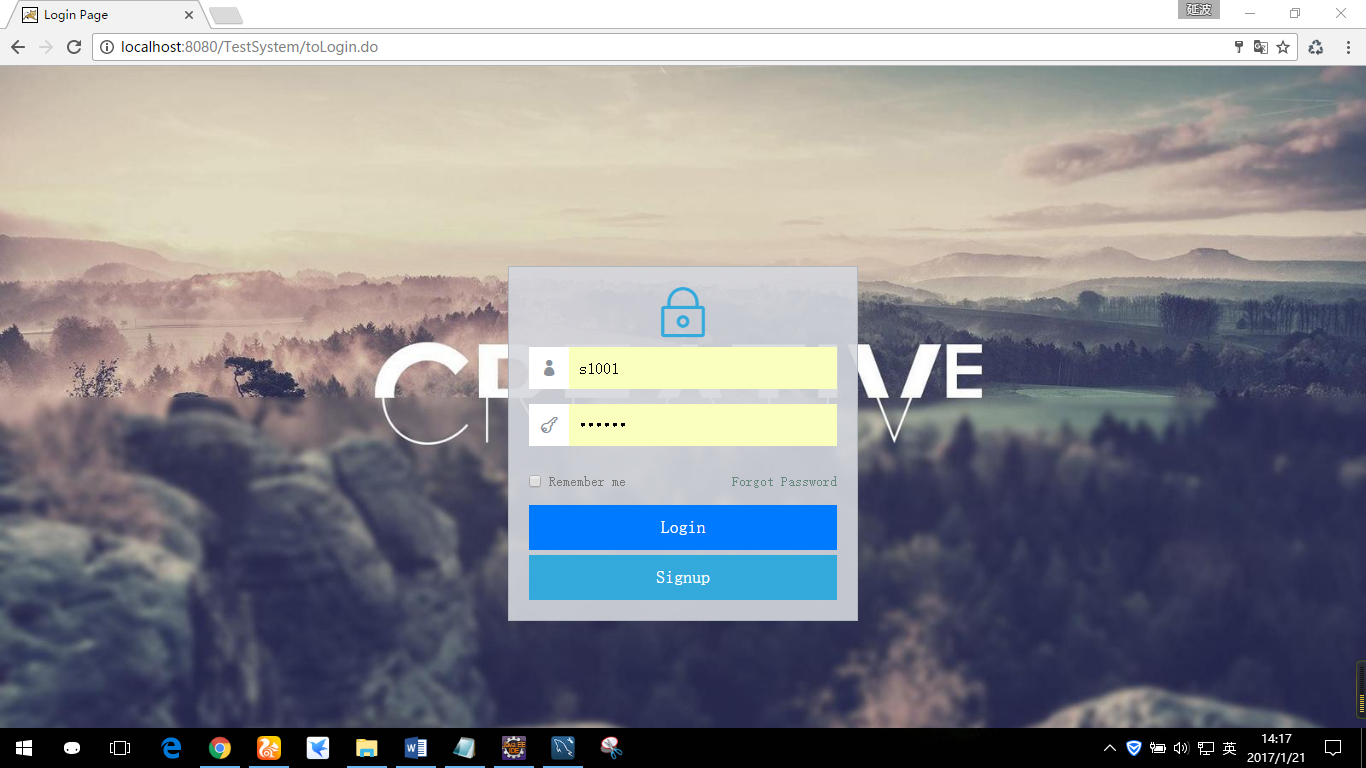 Login Page
延波
localhost:8080/TestSystem/toLogin.do
CREATIVE
s1001
••••••
Remember me
Forgot Password
Login
Signup
英
14:17
2017/1/21